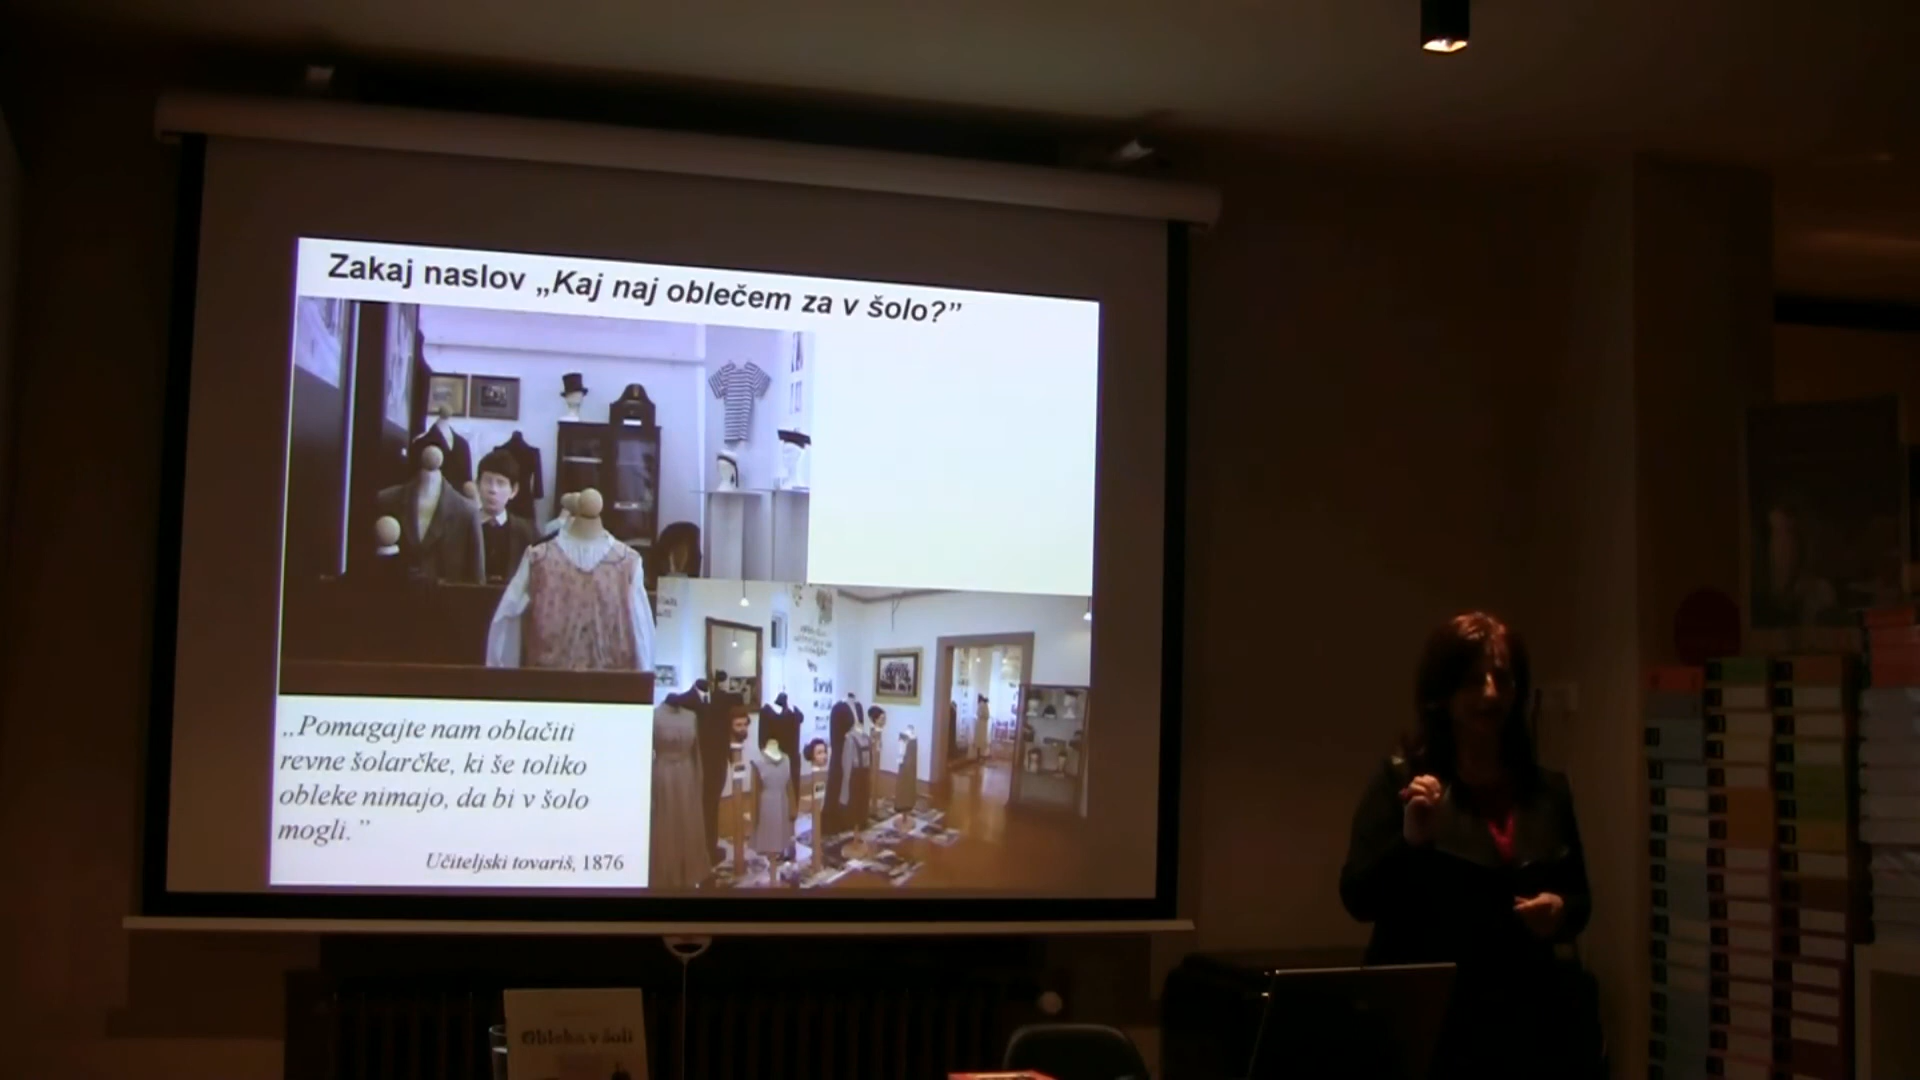 Zakaj naslov „Kaj naj oblečem za v šolo?”
„Pomagajte nam oblačiti
revne šolarčke, ki še toliko
obleke nimajo, da bi v šolo
mogli.”
Učiteljski tovariš, 1876
Obleka v šoli